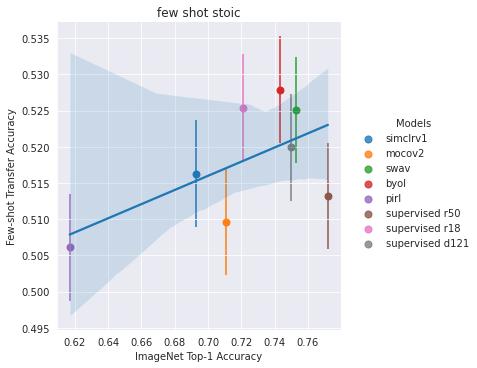 few shot stoic
Few-shot Transfer Accuracy
0.535
0.530
0.525
0.520
0.515
0.510
0.505
0.500
0.495
0.62 0.64 0.66 0.68 0.70 0.72 0.74 0.76
ImageNet Top-1 Accuracy
Models
simclrv1
mocov2
swav
byol
pirl
supervised r50
supervised r18
supervised d121